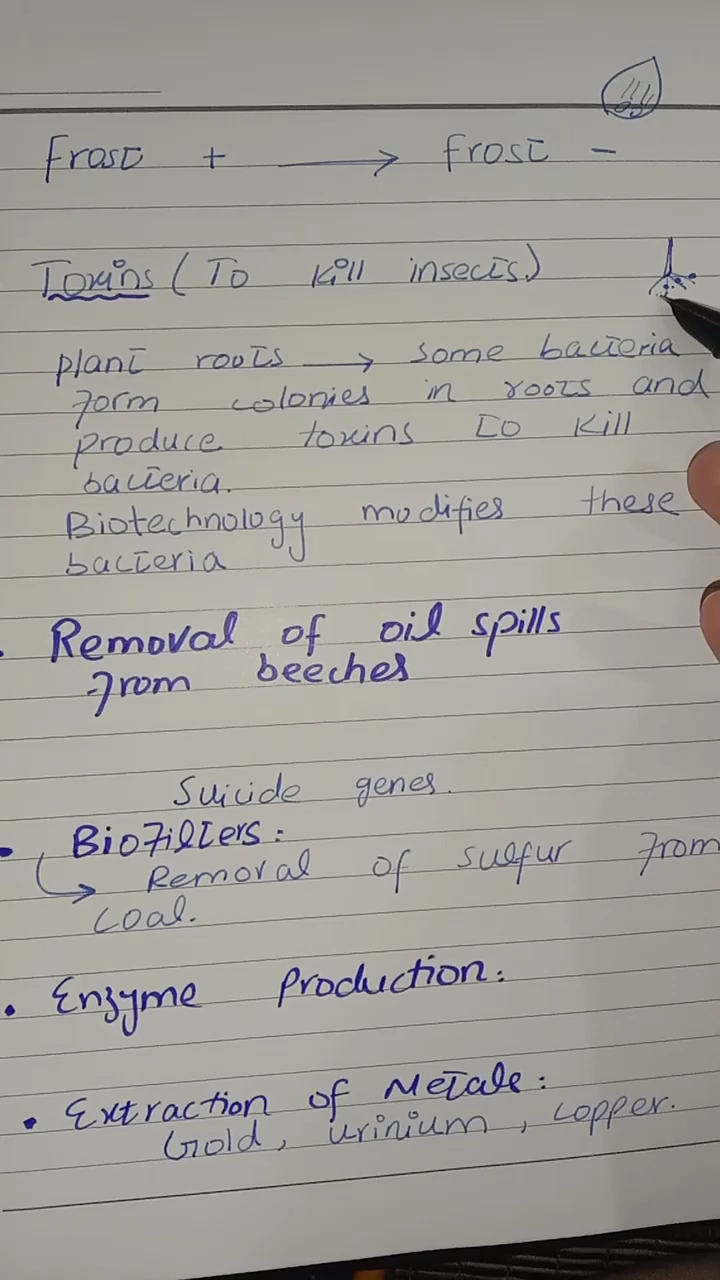 Frost + → Frost –
Toxins (To kill insects)
plant roots → some bacteria
form colonies in roots and
produce toxins to kill
bacteria.
Biotechnology modifies these
bacteria
Removal of oil spills
from beeches
Suicide genes.
• BioFilters:
→ Removal of sulfur from
coal.
• Enzyme Production:
• Extraction of Metals:
Gold, Urinium, Copper.